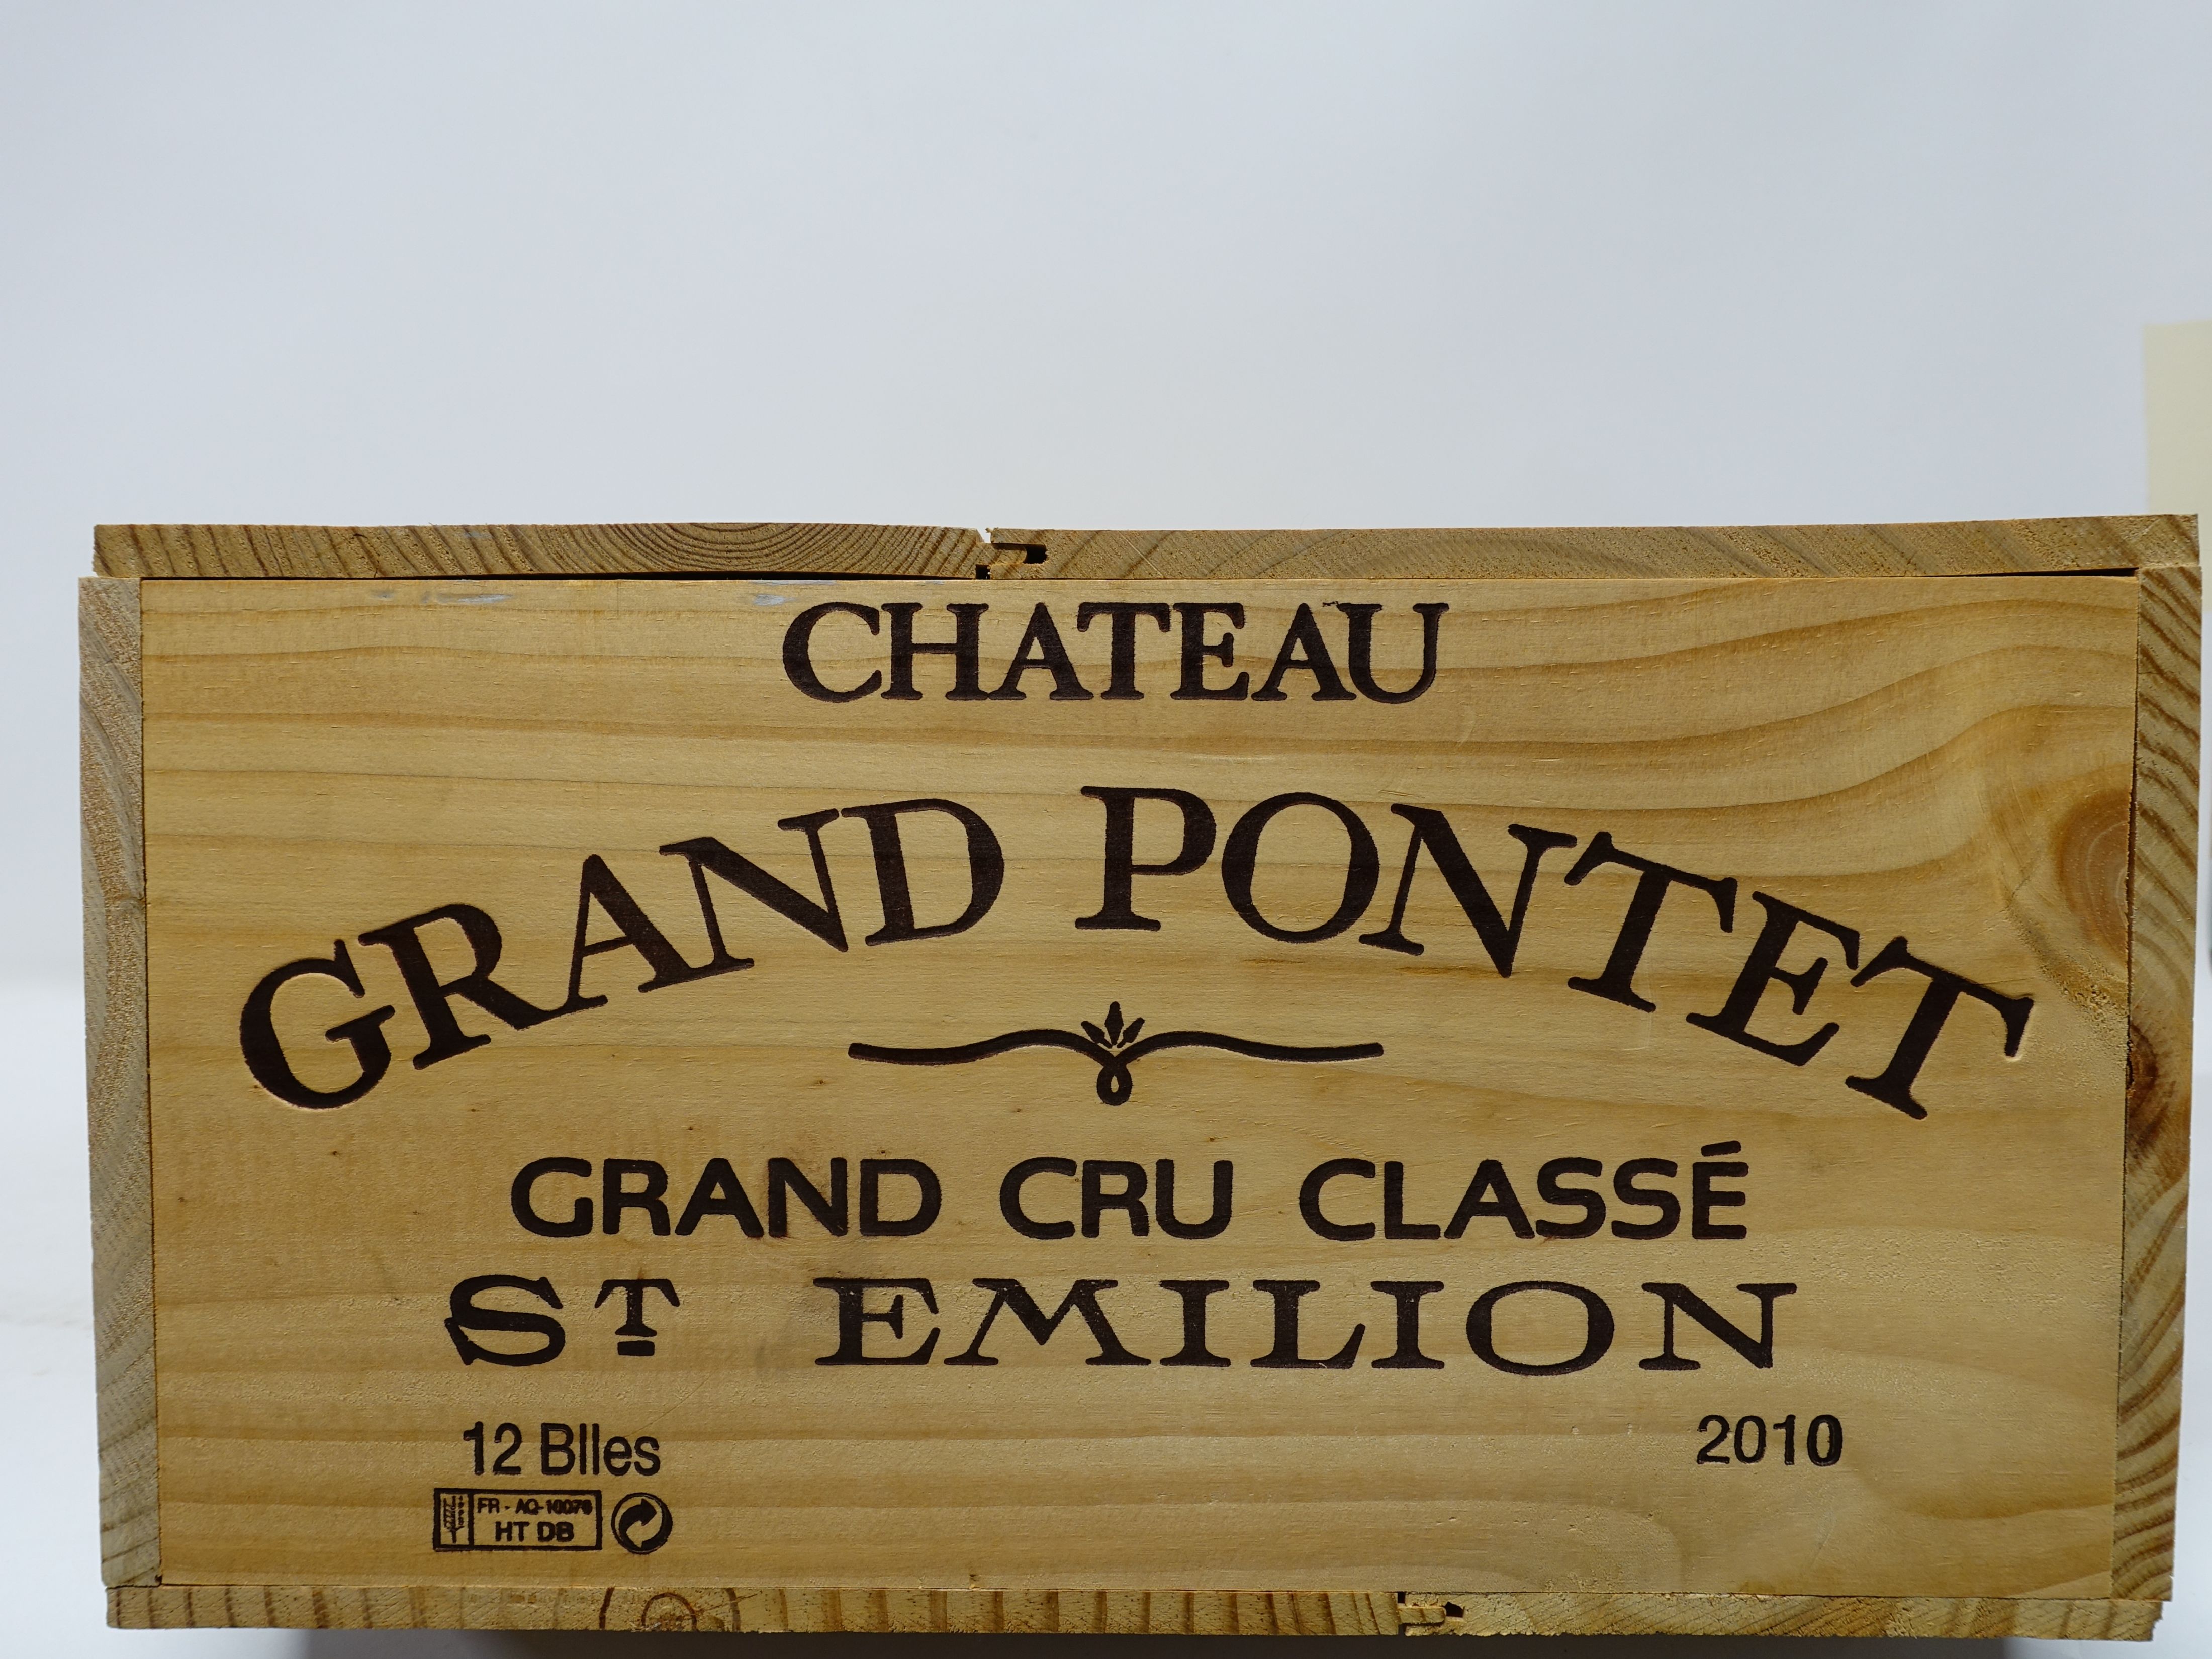 CHATEAU
GRAND PONTET
GRAND CRU CLASSÉ
ST EMILION
12 Blles
2010
FR - AQ-10076
HT DB